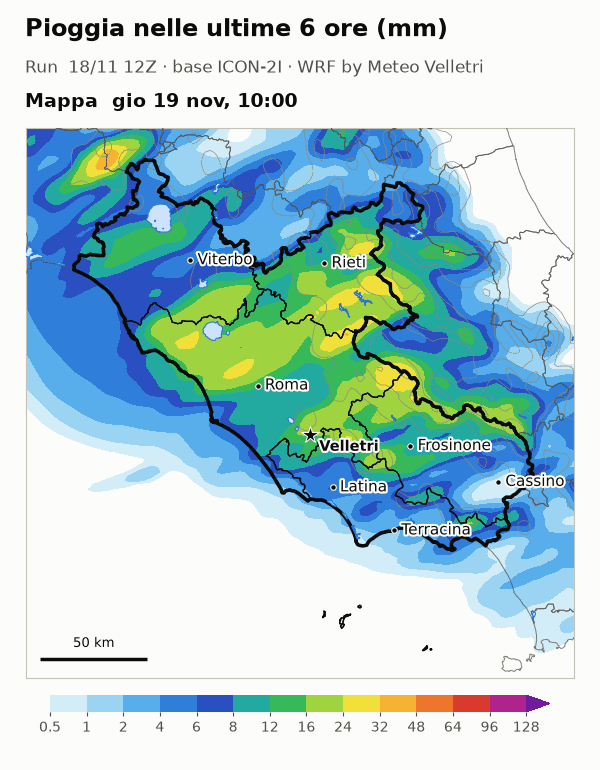 Pioggia nelle ultime 6 ore (mm)
Run  18/11 12Z · base ICON-2I · WRF by Meteo Velletri
Mappa  gio 19 nov, 10:00
Viterbo
Rieti
Roma
Velletri
Frosinone
Latina
Cassino
Terracina
50 km
0.5 1 2 4 6 8 12 16 24 32 48 64 96 128